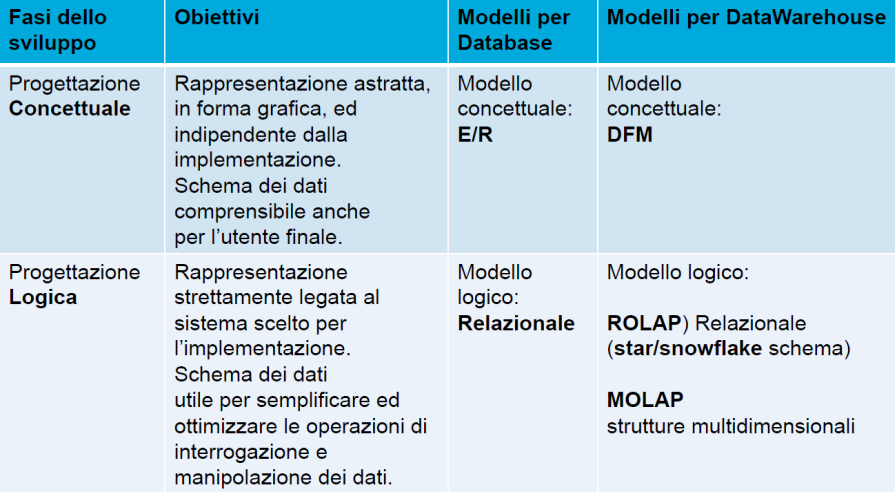 Fasi dello
sviluppo
Obiettivi
Modelli per
Database
Modelli per DataWarehouse
Progettazione
Concettuale
Rappresentazione astratta,
in forma grafica, ed
indipendente dalla
implementazione.
Schema dei dati
comprensibile anche
per l'utente finale.
Modello
concettuale:
E/R
Modello
concettuale:
DFM
Progettazione
Logica
Rappresentazione
strettamente legata al
sistema scelto per
l'implementazione.
Schema dei dati
utile per semplificare ed
ottimizzare le operazioni di
interrogazione e
manipolazione dei dati.
Modello
logico:
Relazionale
Modello logico:
ROLAP) Relazionale
(star/snowflake schema)
MOLAP
strutture multidimensionali